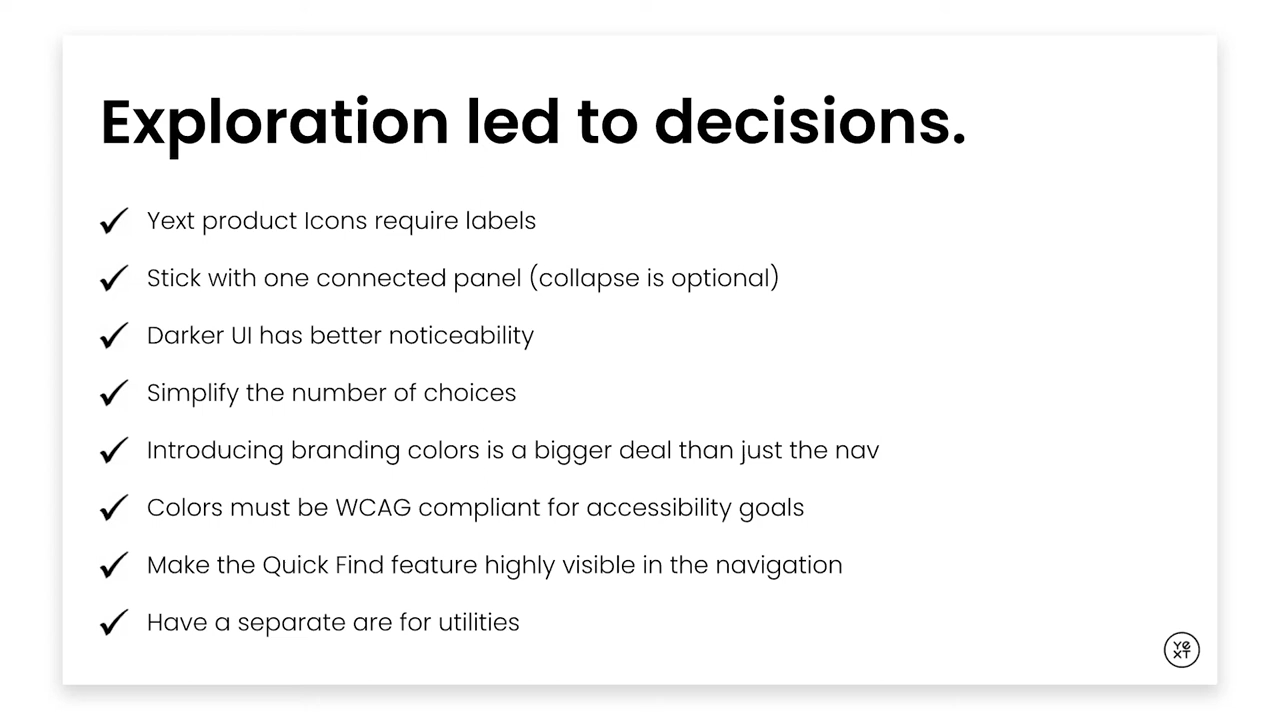 Exploration led to decisions.
Yext product Icons require labels
Stick with one connected panel (collapse is optional)
Darker UI has better noticeability
Simplify the number of choices
Introducing branding colors is a bigger deal than just the nav
Colors must be WCAG compliant for accessibility goals
Make the Quick Find feature highly visible in the navigation
Have a separate are for utilities
yext